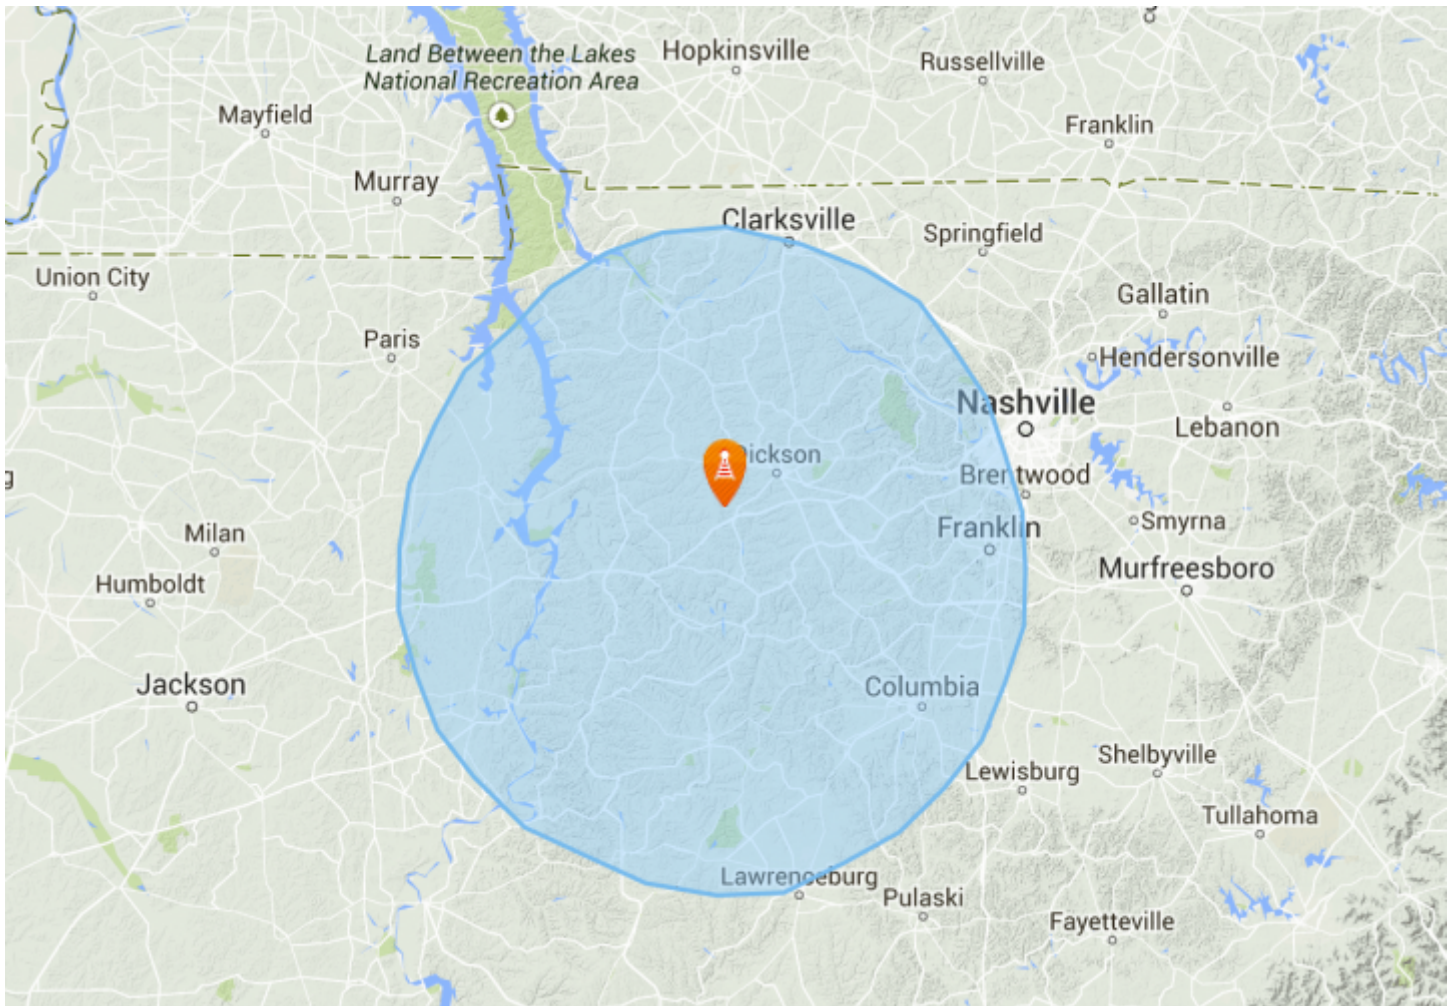 Land Between the Lakes
National Recreation Area
Hopkinsville
Russellville
Mayfield
Franklin
Murray
Clarksville
Springfield
Union City
Gallatin
Paris
Hendersonville
Nashville
Lebanon
Dickson
Brentwood
Smyrna
Milan
Franklin
Humboldt
Murfreesboro
Jackson
Columbia
Shelbyville
Lewisburg
Tullahoma
Lawrenceburg
Pulaski
Fayetteville